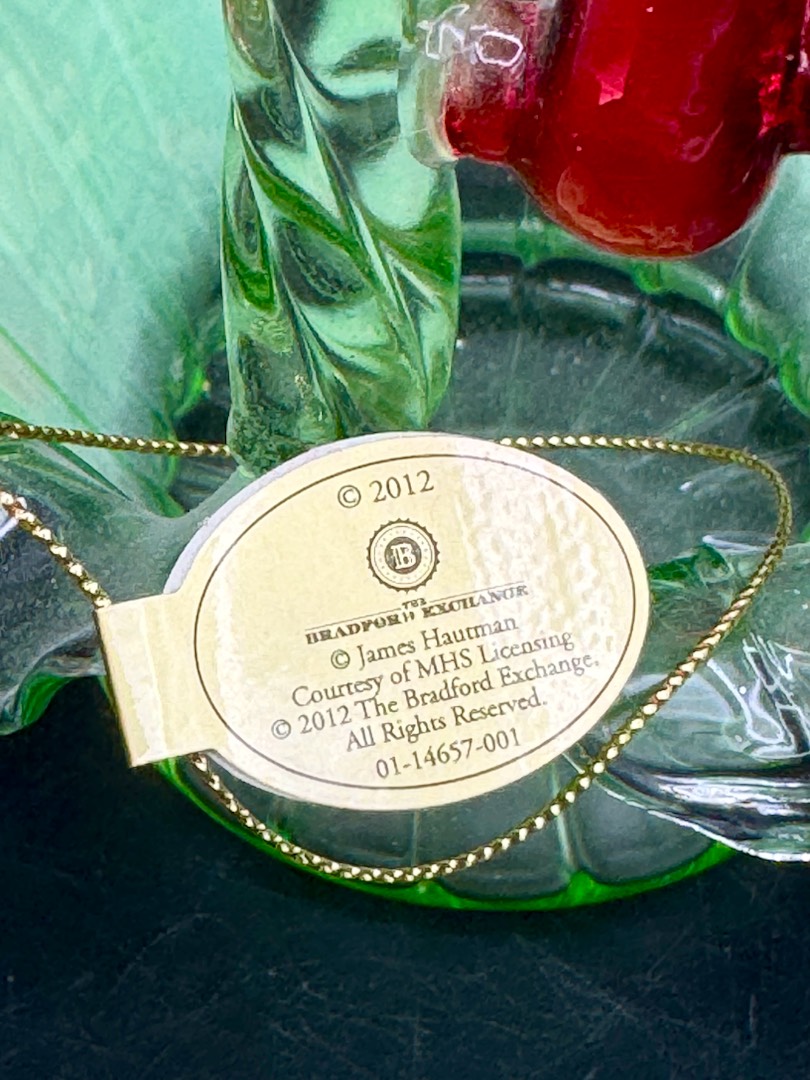 © 2012
B
THE
BRADFORD EXCHANGE
© James Hautman
Courtesy of MHS Licensing
© 2012 The Bradford Exchange.
All Rights Reserved.
01-14657-001